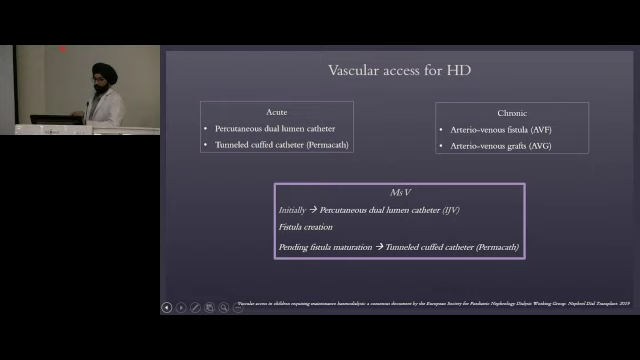 Vascular access for HD
Acute
• Percutaneous dual lumen catheter
• Tunneled cuffed catheter (Permacath)
Chronic
• Arterio-venous fistula (AVF)
• Arterio-venous grafts (AVG)
Ms V
Initially → Percutaneous dual lumen catheter (IJV)
Fistula creation
Pending fistula maturation → Tunneled cuffed catheter (Permacath)
Vascular access in children requiring maintenance haemodialysis: a consensus document by the European Society for Paediatric Nephrology Dialysis Working Group. Nephrol Dial Transplant. 2019